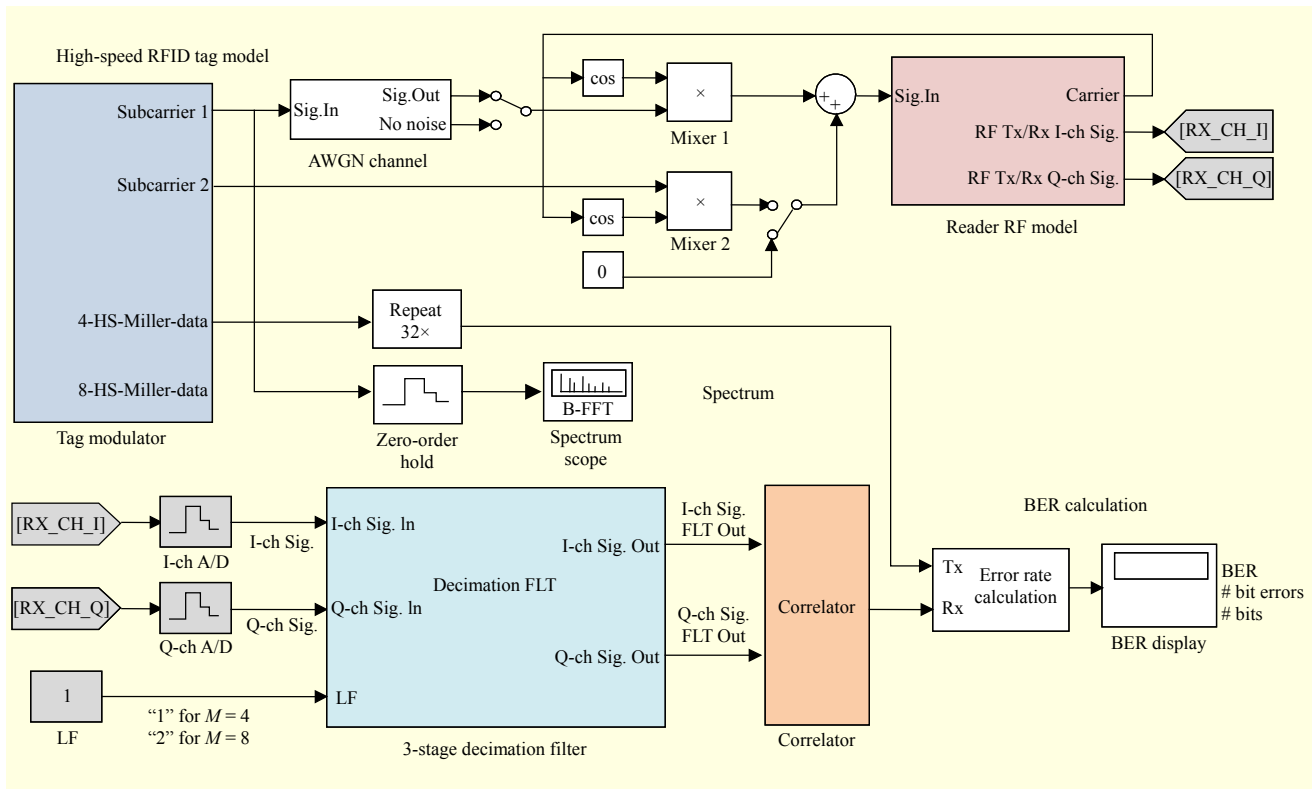 High-speed RFID tag model
Subcarrier 1
Subcarrier 2
4-HS-Miller-data
8-HS-Miller-data
Tag modulator
Sig.In
Sig.Out
No noise
AWGN channel
cos
×
Mixer 1
cos
×
Mixer 2
0
+
+
Sig.In
Carrier
RF Tx/Rx I-ch Sig.
RF Tx/Rx Q-ch Sig.
Reader RF model
[RX_CH_I]
[RX_CH_Q]
Repeat
32×
Zero-order
hold
B-FFT
Spectrum
scope
Spectrum
[RX_CH_I]
I-ch A/D
I-ch Sig.
[RX_CH_Q]
Q-ch A/D
Q-ch Sig.
1
LF
“1” for M = 4
“2” for M = 8
I-ch Sig. ln
Q-ch Sig. ln
LF
Decimation FLT
I-ch Sig. Out
Q-ch Sig. Out
3-stage decimation filter
I-ch Sig.
FLT Out
Q-ch Sig.
FLT Out
Correlator
Correlator
BER calculation
Tx
Rx
Error rate
calculation
BER
# bit errors
# bits
BER display